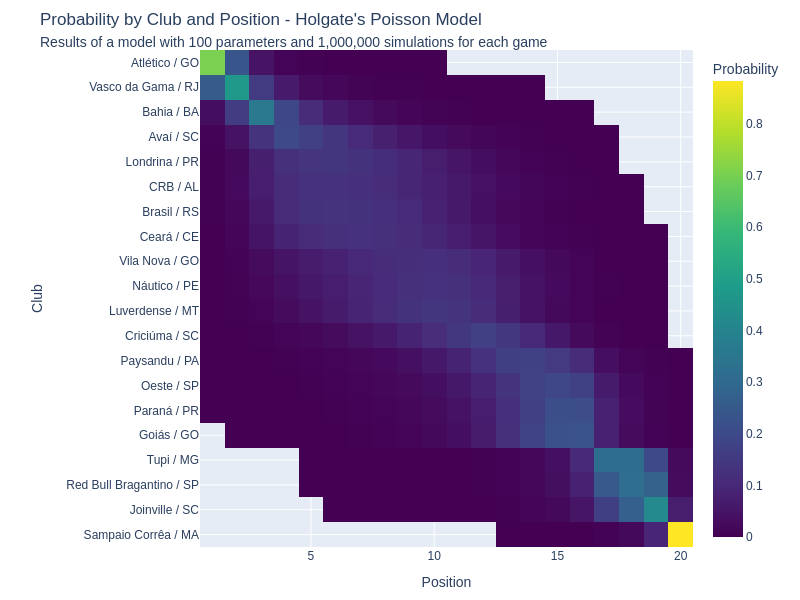 Probability by Club and Position - Holgate's Poisson Model
Results of a model with 100 parameters and 1,000,000 simulations for each game
Probability
Atlético / GO
Vasco da Gama / RJ
Bahia / BA
Avaí / SC
Londrina / PR
CRB / AL
Brasil / RS
Ceará / CE
Vila Nova / GO
Náutico / PE
Luverdense / MT
Criciúma / SC
Paysandu / PA
Oeste / SP
Paraná / PR
Goiás / GO
Tupi / MG
Red Bull Bragantino / SP
Joinville / SC
Sampaio Corrêa / MA
Club
5
10
15
20
Position
0.8
0.7
0.6
0.5
0.4
0.3
0.2
0.1
0